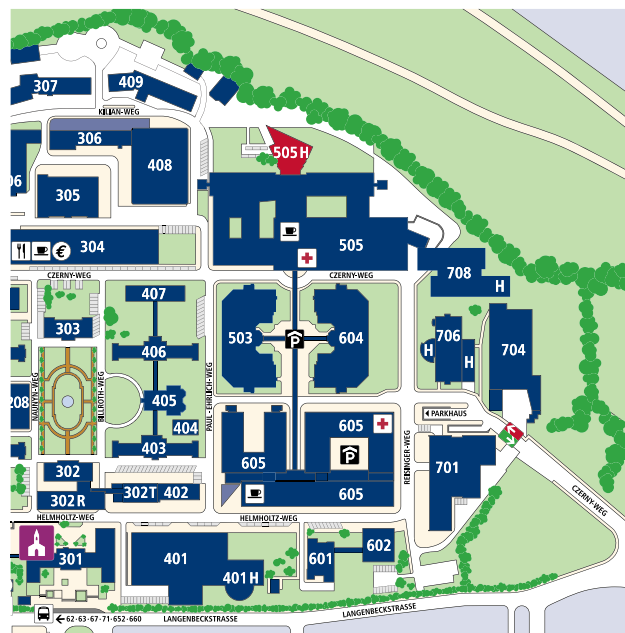 307
409
KILIAN-WEG
306
408
505 H
06
305
304
€
505
CZERNY-WEG
CZERNY-WEG
708
H
407
303
503
P
604
706
H
H
704
406
NAUNYN-WEG
BILLROTH-WEG
PAUL-EHRLICH-WEG
208
405
404
403
PARKHAUS
605
605
P
605
REISINGER-WEG
701
302
302 R
302T
402
CZERNY-WEG
HELMHOLTZ-WEG
HELMHOLTZ-WEG
301
401
401 H
601
602
62-63-67-71-652-660
LANGENBECKSTRASSE
LANGENBECKSTRASSE